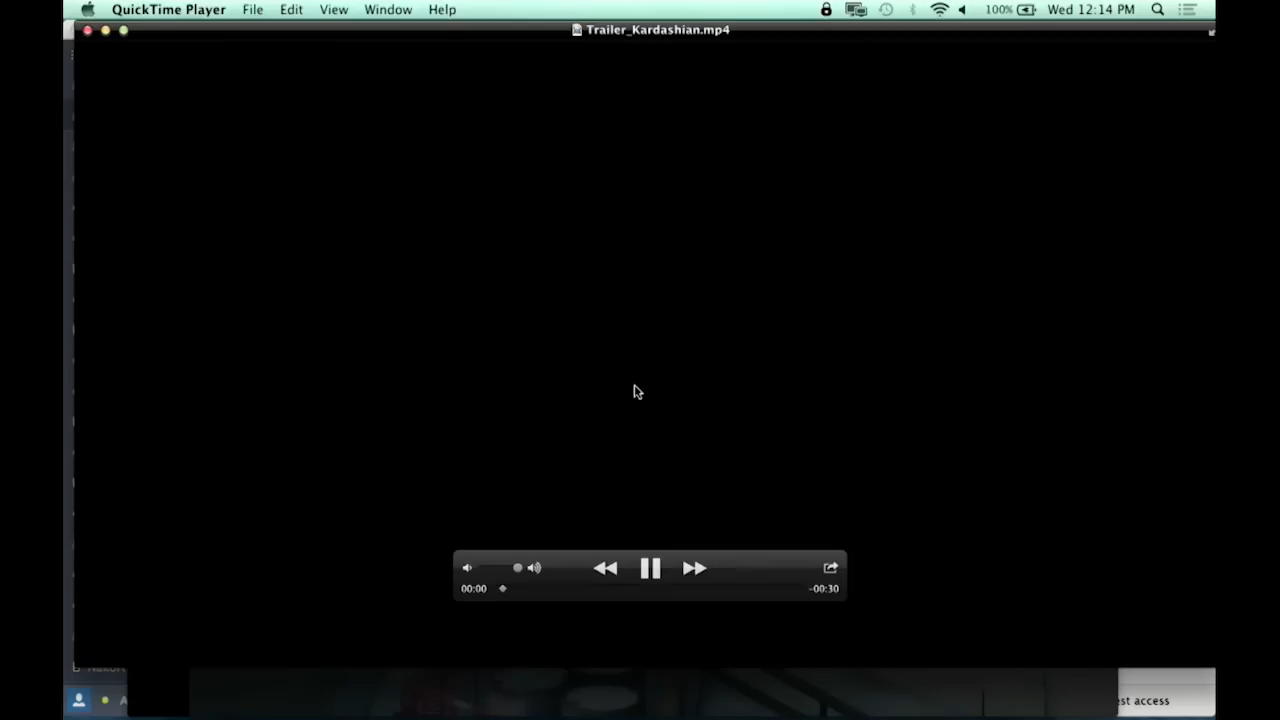 QuickTime Player File Edit View Window Help 100% Wed 12:14 PM
Trailer_Kardashian.mp4
00:00 -00:30
st access